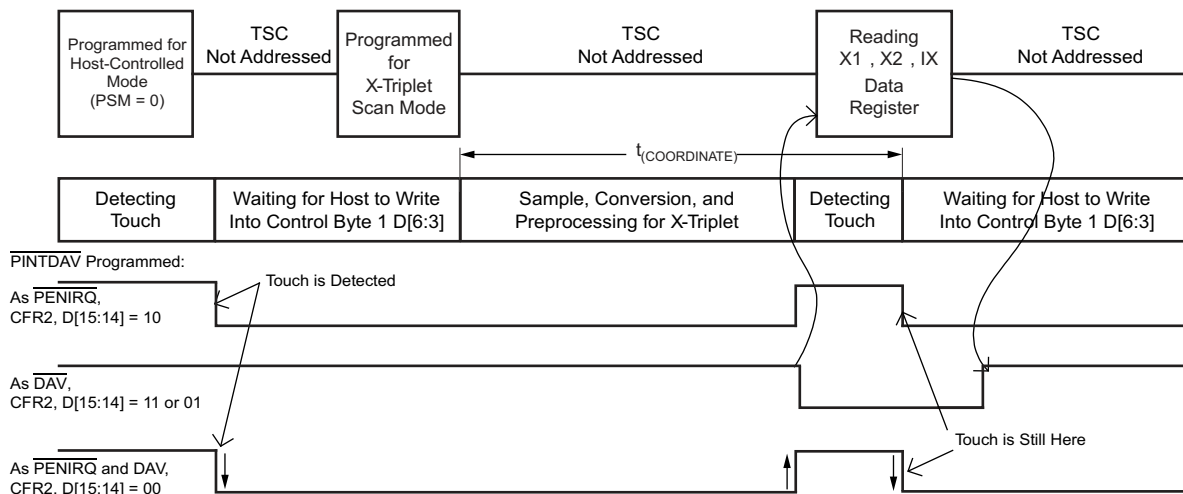 Programmed for
Host-Controlled
Mode
(PSM = 0)
TSC
Not Addressed
Programmed
for
X-Triplet
Scan Mode
TSC
Not Addressed
Reading
X1 , X2 , IX
Data
Register
TSC
Not Addressed
t(COORDINATE)
Detecting
Touch
Waiting for Host to Write
Into Control Byte 1 D[6:3]
Sample, Conversion, and
Preprocessing for X-Triplet
Detecting
Touch
Waiting for Host to Write
Into Control Byte 1 D[6:3]
PINTDAV Programmed:
Touch is Detected
As PENIRQ,
CFR2, D[15:14] = 10
As DAV,
CFR2, D[15:14] = 11 or 01
Touch is Still Here
As PENIRQ and DAV,
CFR2, D[15:14] = 00